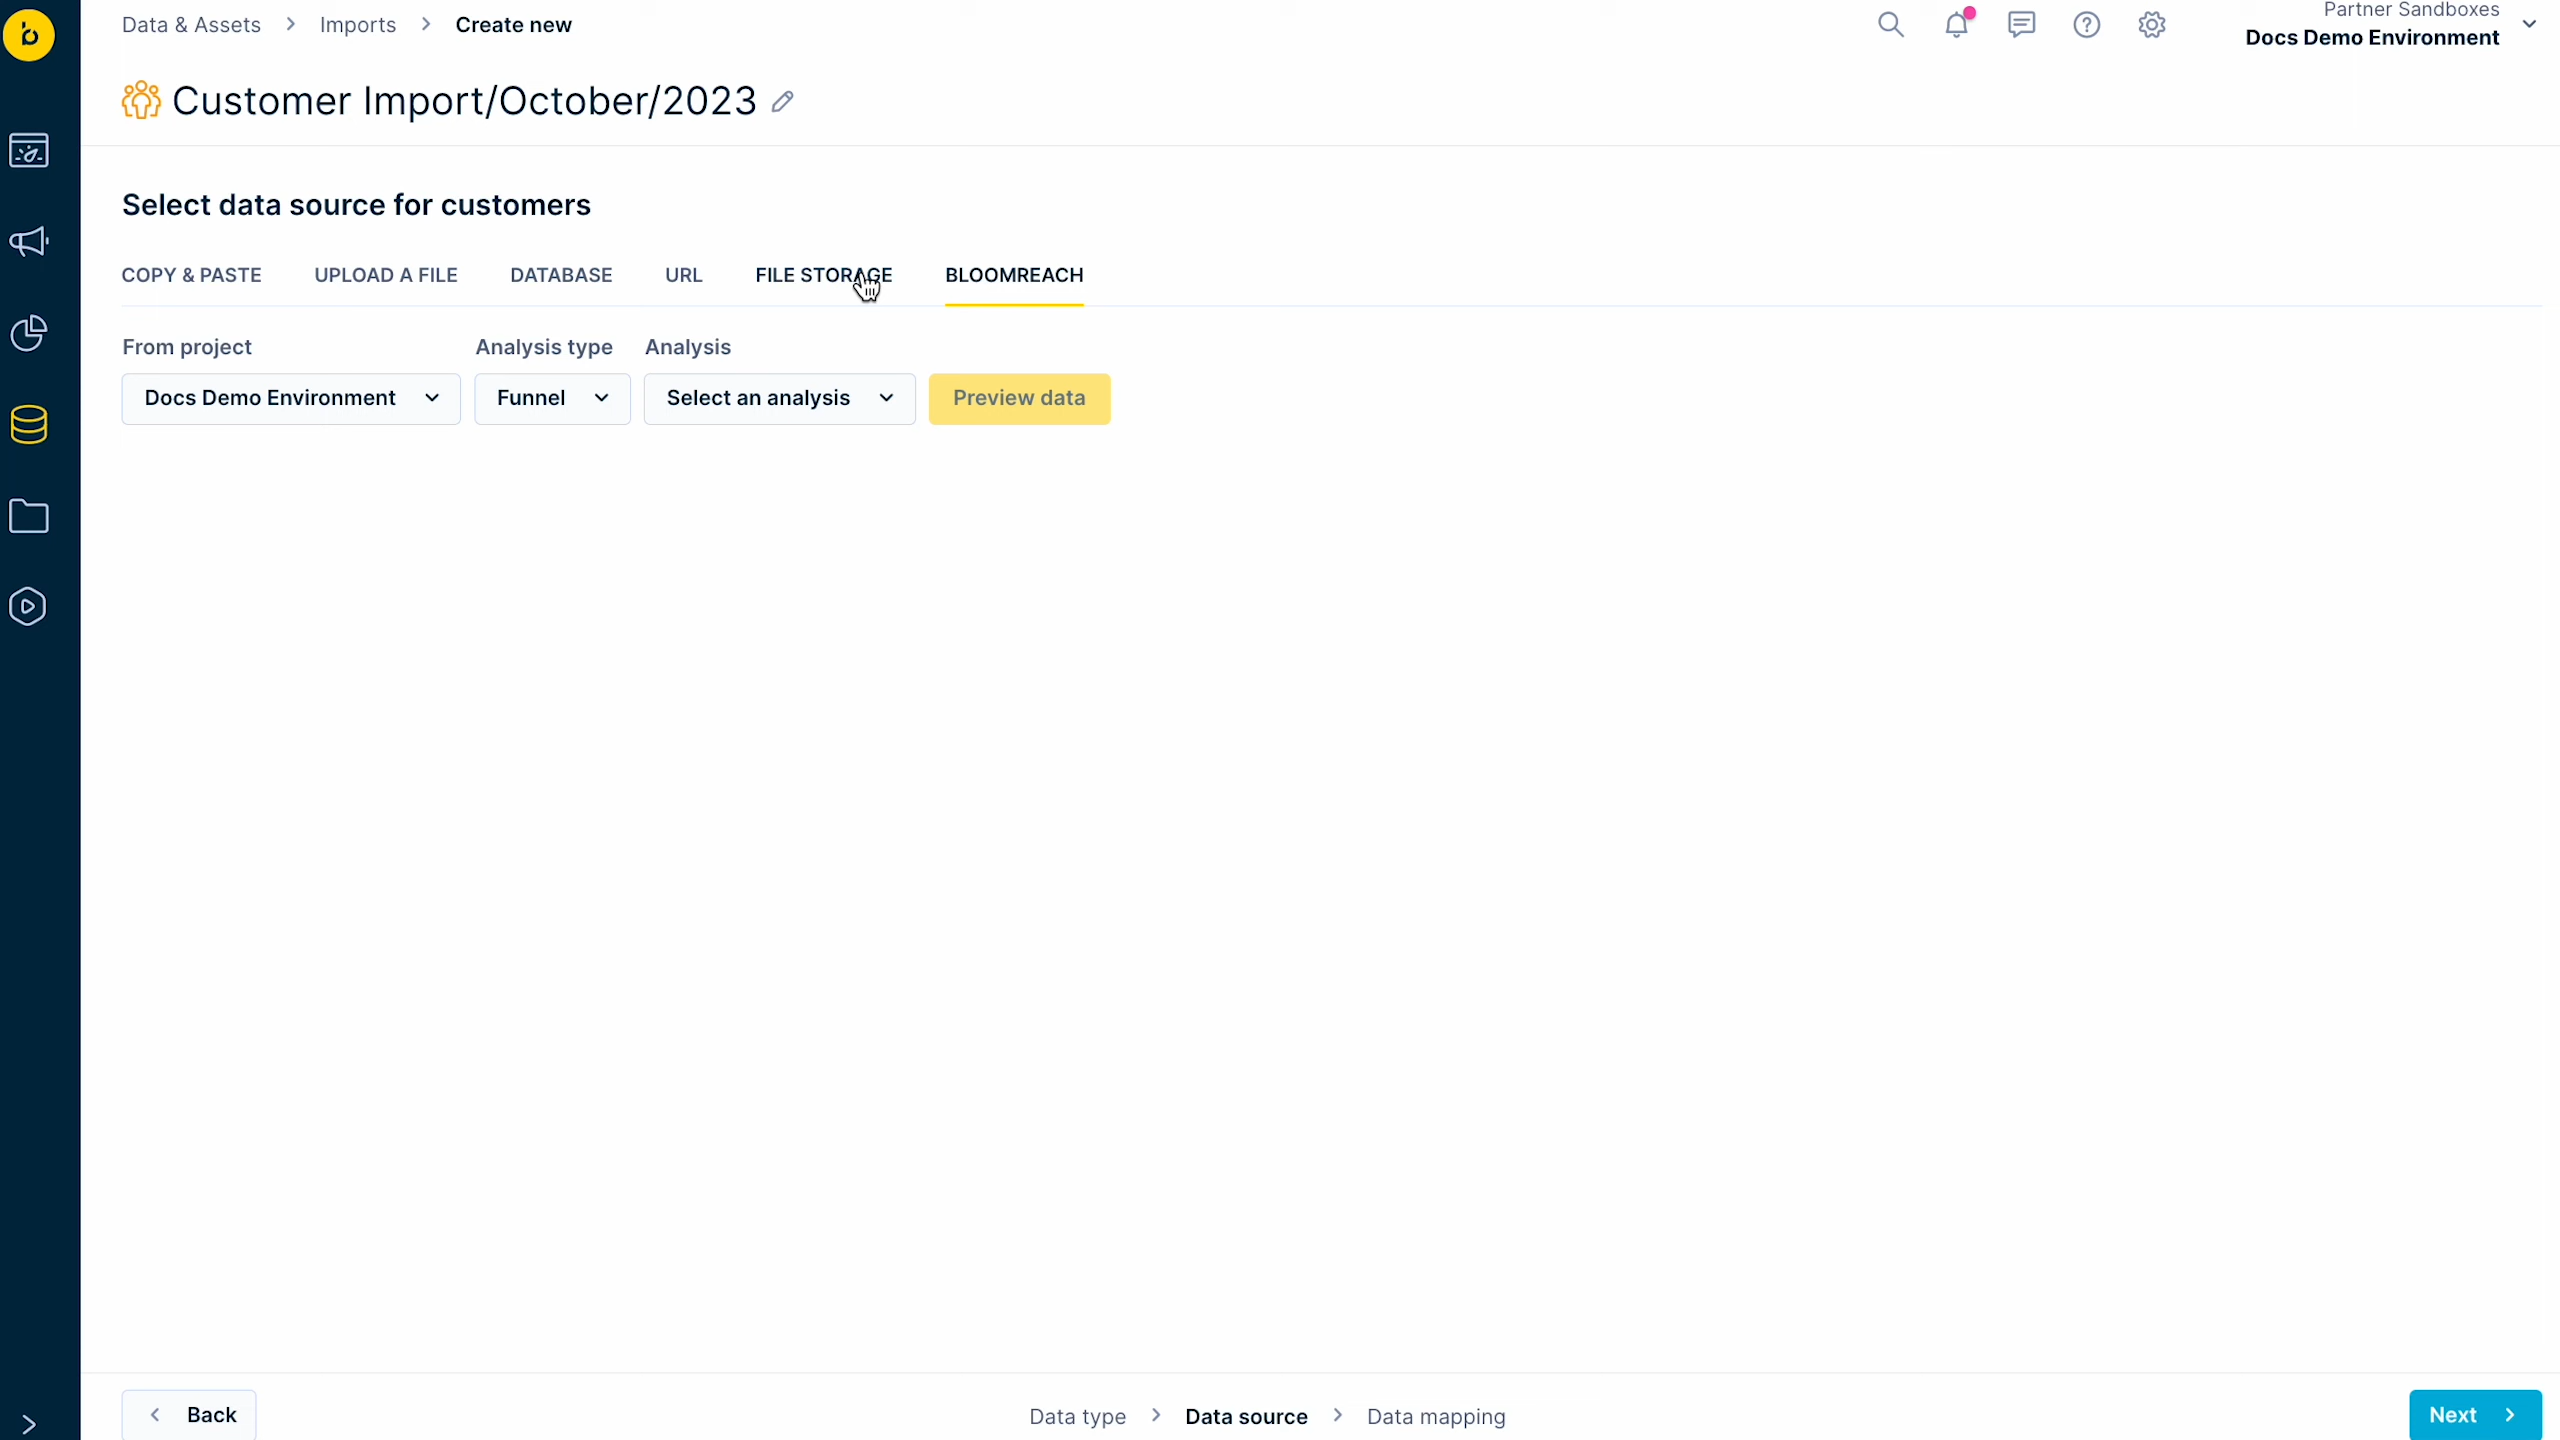 Data & Assets > Imports > Create new
Partner Sandboxes
Docs Demo Environment
Customer Import/October/2023
Select data source for customers
COPY & PASTE UPLOAD A FILE DATABASE URL FILE STORAGE BLOOMREACH
From project Analysis type Analysis
Docs Demo Environment Funnel Select an analysis Preview data
Back Data type > Data source > Data mapping Next